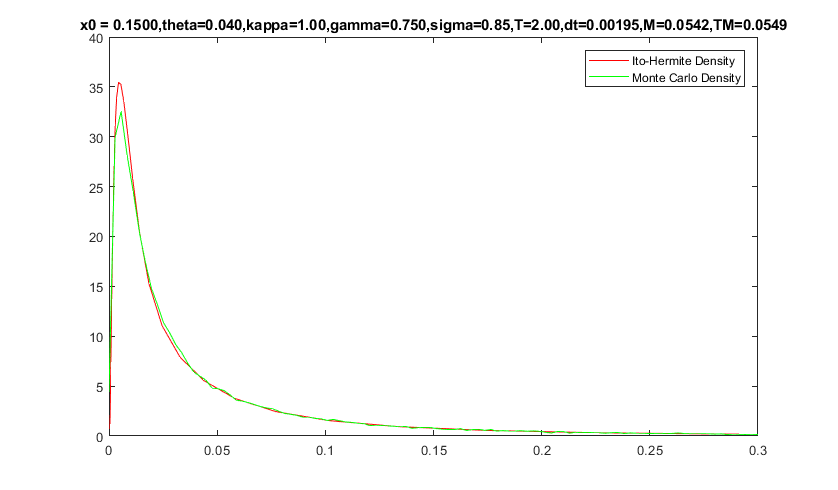 x0 = 0.1500,theta=0.040,kappa=1.00,gamma=0.750,sigma=0.85,T=2.00,dt=0.00195,M=0.0542,TM=0.0549
40
35
30
25
20
15
10
5
0
Ito-Hermite Density
Monte Carlo Density
0 0.05 0.1 0.15 0.2 0.25 0.3